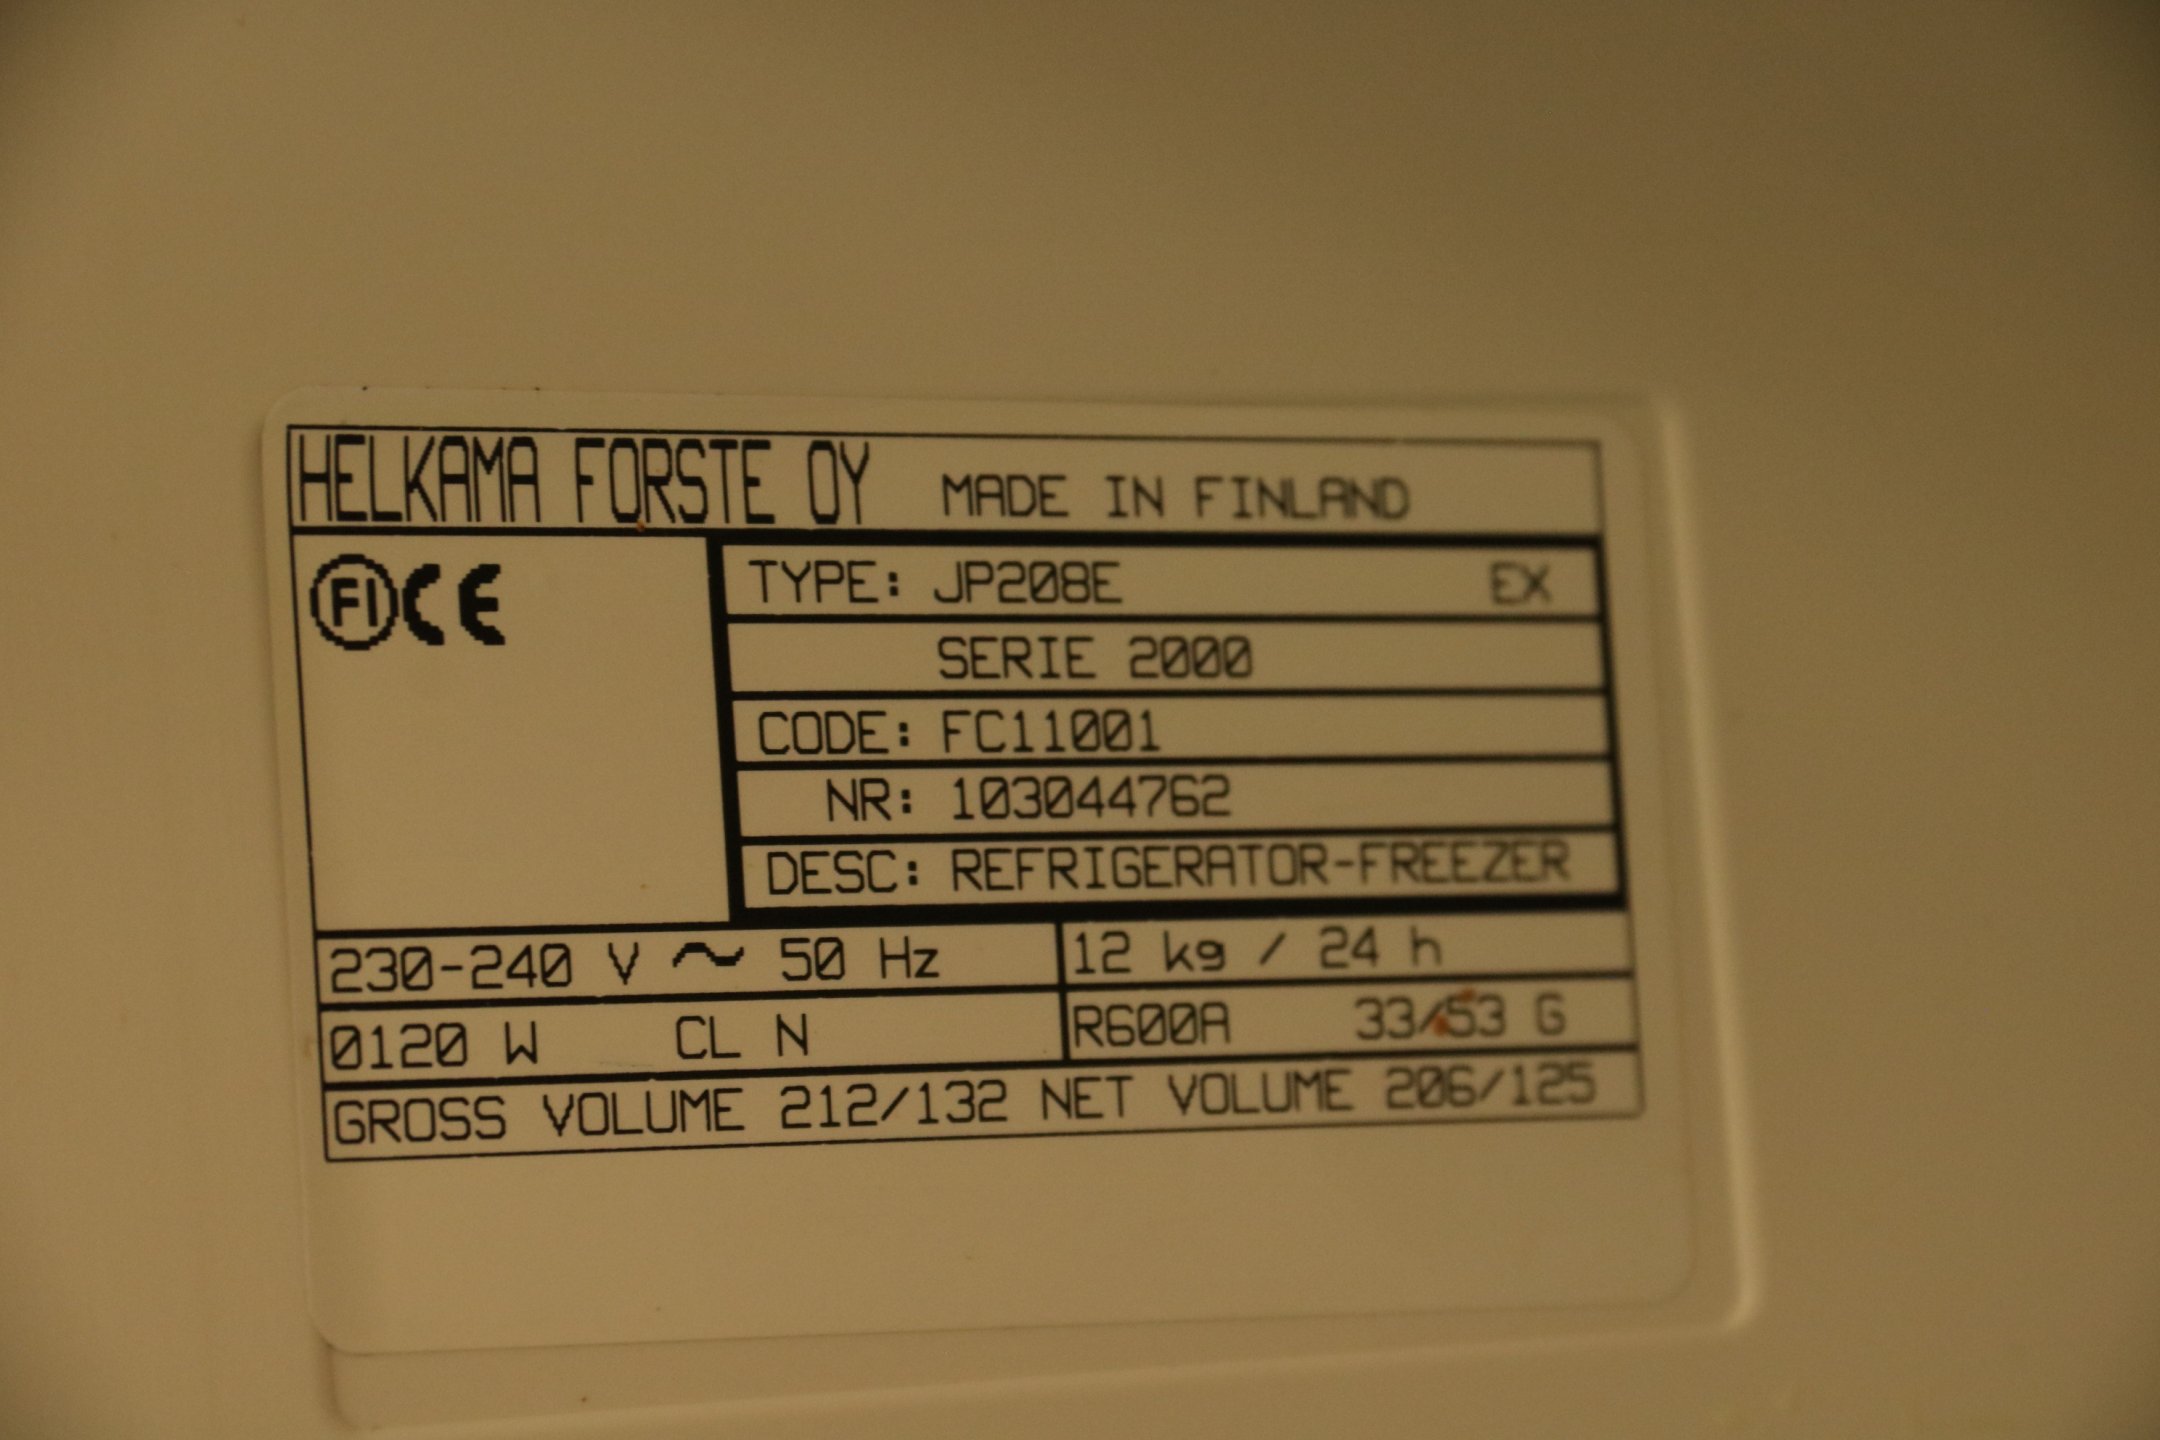 HELKAMA FORSTE OY MADE IN FINLAND
FI CE
TYPE: JP208E EX
SERIE 2000
CODE: FC11001
NR: 103044762
DESC: REFRIGERATOR-FREEZER
230-240 V ~ 50 Hz 12 kg / 24 h
0120 W CL N R600A 33/53 G
GROSS VOLUME 212/132 NET VOLUME 206/125